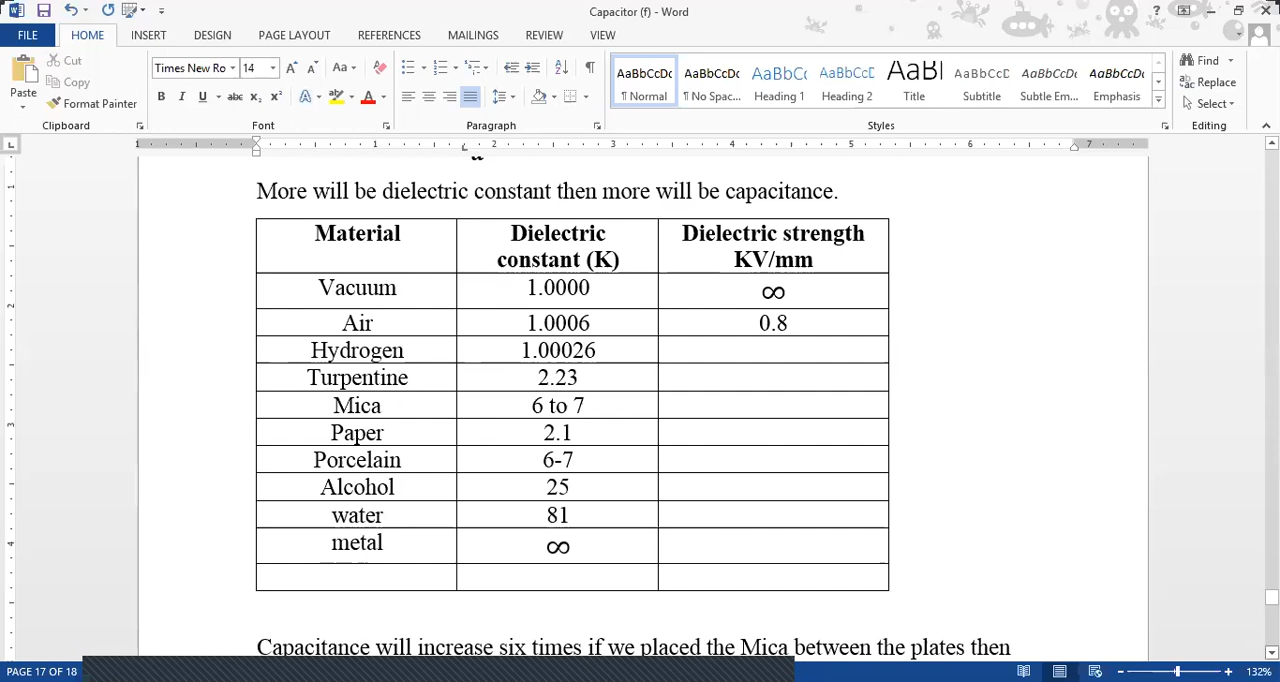 Capacitor (f) - Word
FILE HOME INSERT DESIGN PAGE LAYOUT REFERENCES MAILINGS REVIEW VIEW
Paste
Cut
Copy
Format Painter
Clipboard
Times New Ro 14
Font
Paragraph
AaBbCcDc AaBbCcDc AaBbCc AaBbCcD AaBl AaBbCcD AaBbCcDc AaBbCcDc
¶ Normal ¶ No Spac... Heading 1 Heading 2 Title Subtitle Subtle Em... Emphasis
Styles
Find
Replace
Select
Editing
More will be dielectric constant then more will be capacitance.
Material Dielectric constant (K) Dielectric strength KV/mm
Vacuum 1.0000 ∞
Air 1.0006 0.8
Hydrogen 1.00026
Turpentine 2.23
Mica 6 to 7
Paper 2.1
Porcelain 6-7
Alcohol 25
water 81
metal ∞
Capacitance will increase six times if we placed the Mica between the plates then
PAGE 17 OF 18
132%